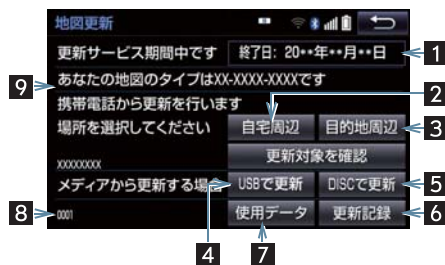 地図更新
更新サービス期間中です 終了日: 20**年**月**日 1
9 あなたの地図のタイプはXX-XXXX-XXXXです
携帯電話から更新を行います 2
場所を選択してください 自宅周辺 目的地周辺 3
更新対象を確認
XXXXXXXX
メディアから更新する場合 USBで更新 DISCで更新 5
8 0001 使用データ 更新記録 6
4 7